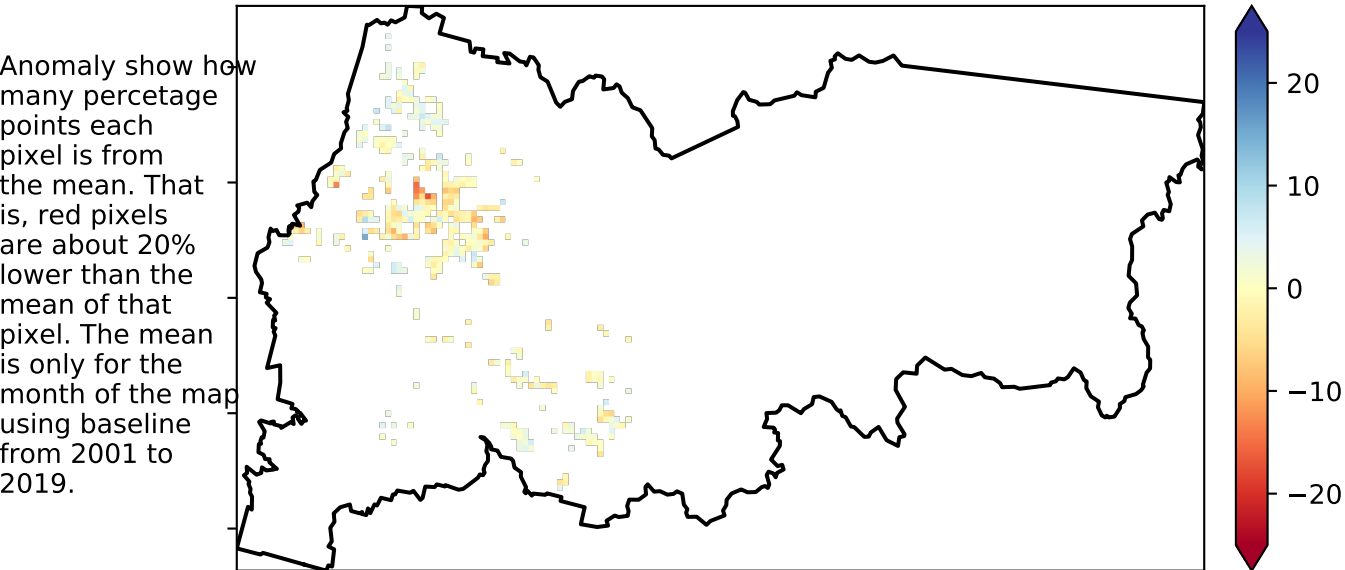 Anomaly show how
many percetage
points each
pixel is from
the mean. That
is, red pixels
are about 20%
lower than the
mean of that
pixel. The mean
is only for the
month of the map
using baseline
from 2001 to
2019.
20
10
0
−10
−20